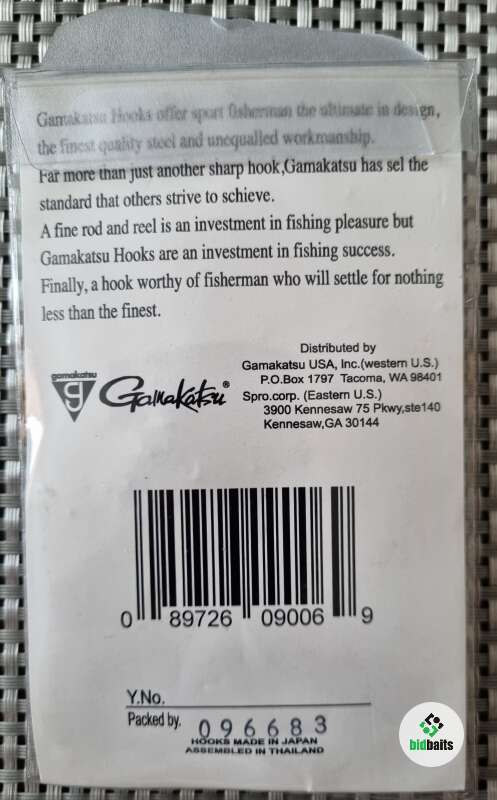 Gamakatsu Hooks offer sport fisherman the ultimate in design,
the finest quality steel and unequalled workmanship.
Far more than just another sharp hook,Gamakatsu has sel the
standard that others strive to achieve.
A fine rod and reel is an investment in fishing pleasure but
Gamakatsu Hooks are an investment in fishing success.
Finally, a hook worthy of fisherman who will settle for nothing
less than the finest.
Distributed by
Gamakatsu USA, Inc.(western U.S.)
P.O.Box 1797 Tacoma, WA 98401
Spro.corp. (Eastern U.S.)
3900 Kennesaw 75 Pkwy,ste140
Kennesaw,GA 30144
gamakatsu
g
Gamakatsu®
0 89726 09006 9
Y.No.
Packed by. 096683
HOOKS MADE IN JAPAN
ASSEMBLED IN THAILAND
bidbaits